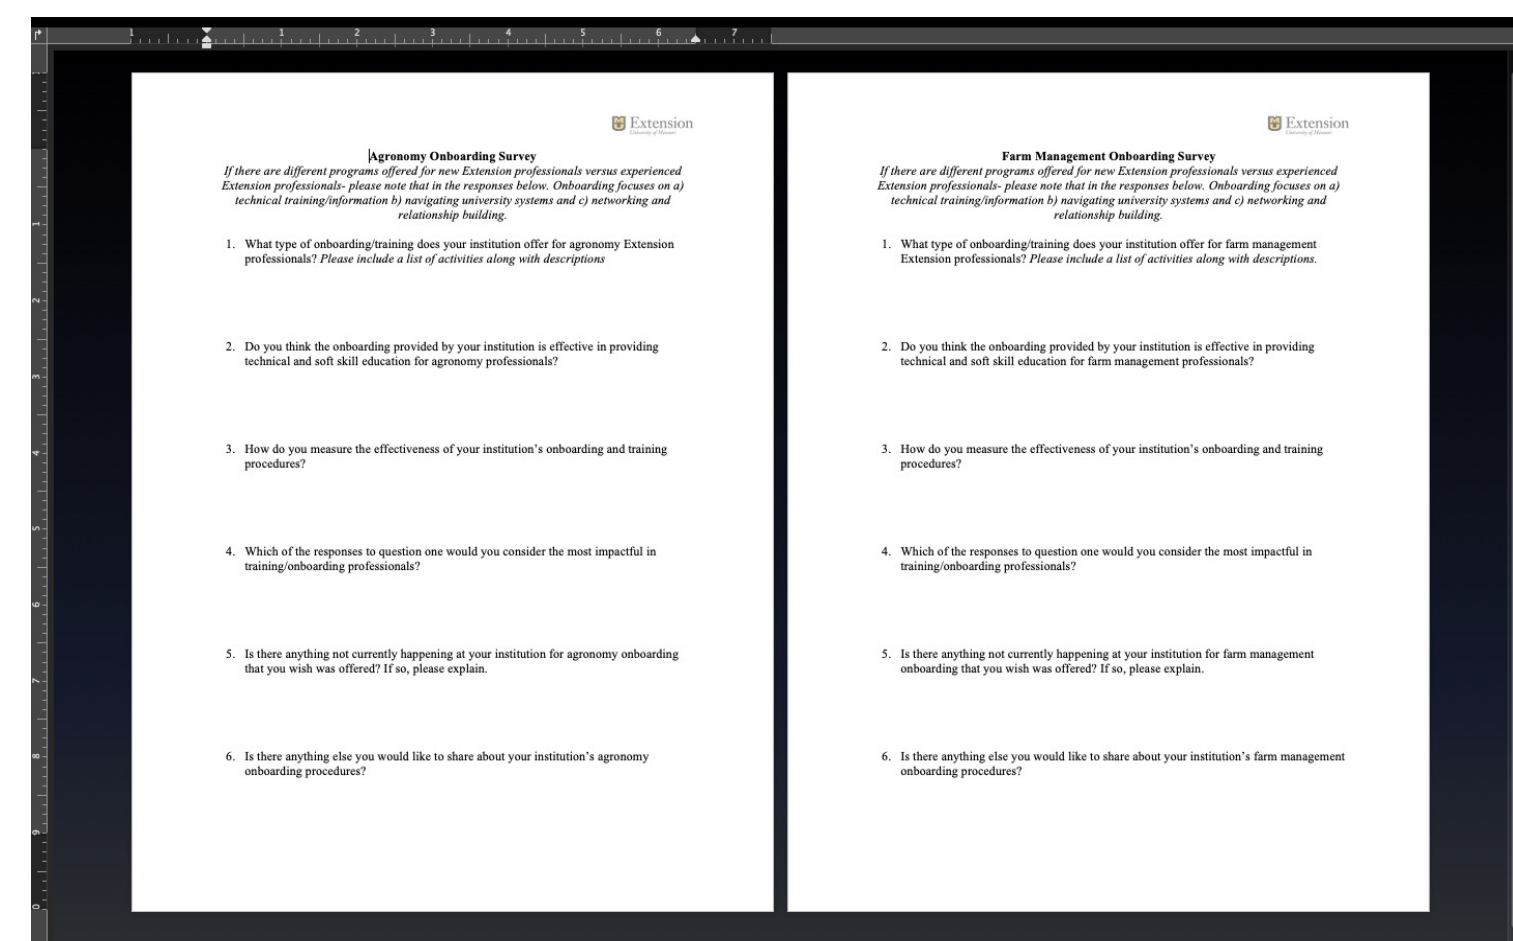 1 1 2 3 4 5 6 7
Extension
University of Missouri
Agronomy Onboarding Survey
If there are different programs offered for new Extension professionals versus experienced
Extension professionals- please note that in the responses below. Onboarding focuses on a)
technical training/information b) navigating university systems and c) networking and
relationship building.
1. What type of onboarding/training does your institution offer for agronomy Extension
professionals? Please include a list of activities along with descriptions
2. Do you think the onboarding provided by your institution is effective in providing
technical and soft skill education for agronomy professionals?
3. How do you measure the effectiveness of your institution’s onboarding and training
procedures?
4. Which of the responses to question one would you consider the most impactful in
training/onboarding professionals?
5. Is there anything not currently happening at your institution for agronomy onboarding
that you wish was offered? If so, please explain.
6. Is there anything else you would like to share about your institution’s agronomy
onboarding procedures?
Extension
University of Missouri
Farm Management Onboarding Survey
If there are different programs offered for new Extension professionals versus experienced
Extension professionals- please note that in the responses below. Onboarding focuses on a)
technical training/information b) navigating university systems and c) networking and
relationship building.
1. What type of onboarding/training does your institution offer for farm management
Extension professionals? Please include a list of activities along with descriptions.
2. Do you think the onboarding provided by your institution is effective in providing
technical and soft skill education for farm management professionals?
3. How do you measure the effectiveness of your institution’s onboarding and training
procedures?
4. Which of the responses to question one would you consider the most impactful in
training/onboarding professionals?
5. Is there anything not currently happening at your institution for farm management
onboarding that you wish was offered? If so, please explain.
6. Is there anything else you would like to share about your institution’s farm management
onboarding procedures?